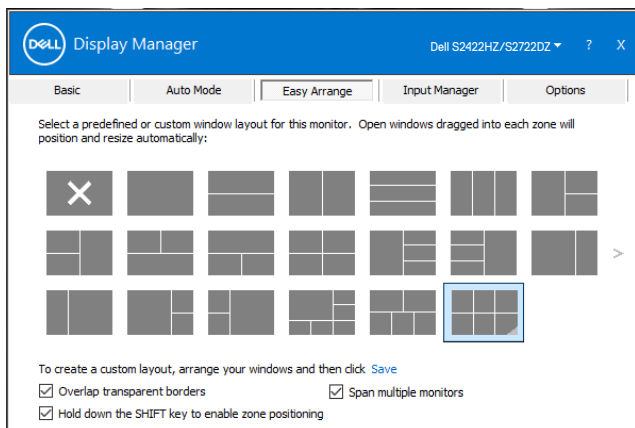 DELL Display Manager Dell S2422HZ/S2722DZ ? X
Basic Auto Mode Easy Arrange Input Manager Options
Select a predefined or custom window layout for this monitor. Open windows dragged into each zone will
position and resize automatically:
>
To create a custom layout, arrange your windows and then click Save
Overlap transparent borders Span multiple monitors
Hold down the SHIFT key to enable zone positioning